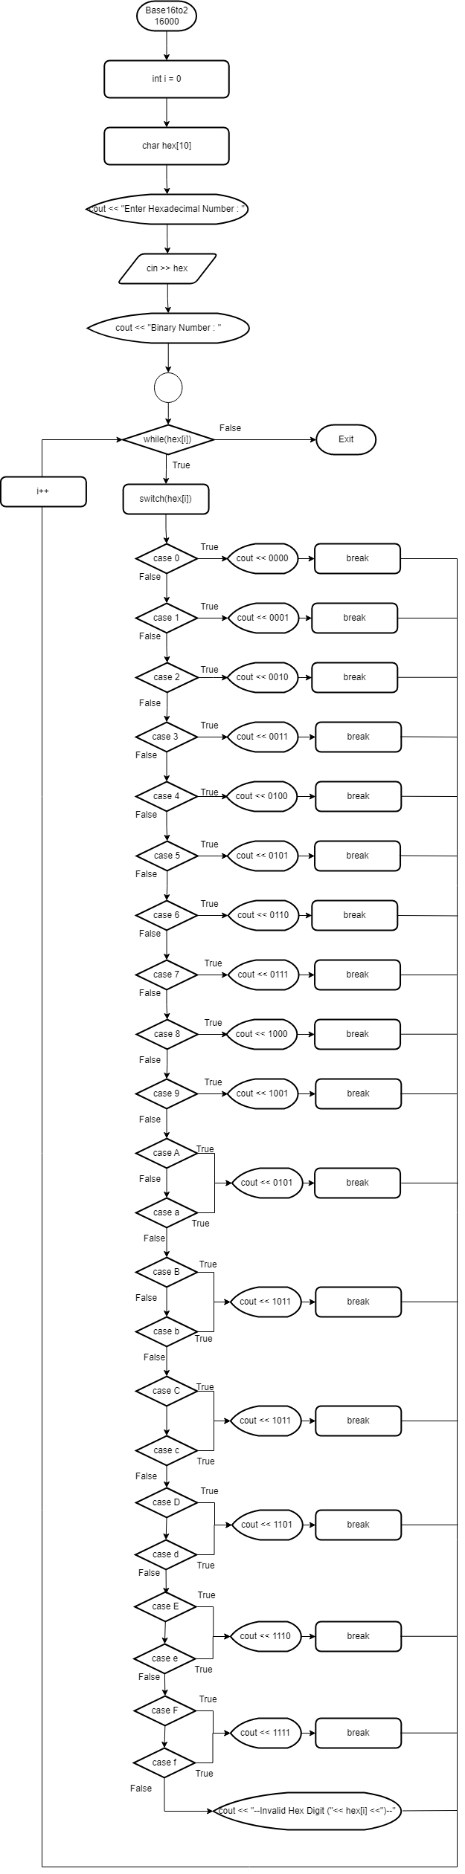 Base16to2
16000
int i = 0
char hex[10]
cout << "Enter Hexadecimal Number : "
cin >> hex
cout << "Binary Number : "
while(hex[i])
False
Exit
True
i++
switch(hex[i])
case 0
True
cout << 0000
break
False
case 1
True
cout << 0001
break
False
case 2
True
cout << 0010
break
False
case 3
True
cout << 0011
break
False
case 4
True
cout << 0100
break
False
case 5
True
cout << 0101
break
False
case 6
True
cout << 0110
break
False
case 7
True
cout << 0111
break
False
case 8
True
cout << 1000
break
False
case 9
True
cout << 1001
break
False
case A
True
False
cout << 0101
break
case a
True
False
case B
True
False
cout << 1011
break
case b
True
False
case C
True
cout << 1011
break
case c
True
False
case D
True
cout << 1101
break
case d
True
False
case E
True
cout << 1110
break
case e
True
False
case F
True
cout << 1111
break
case f
True
False
cout << "--Invalid Hex Digit ("<< hex[i] <<")--"